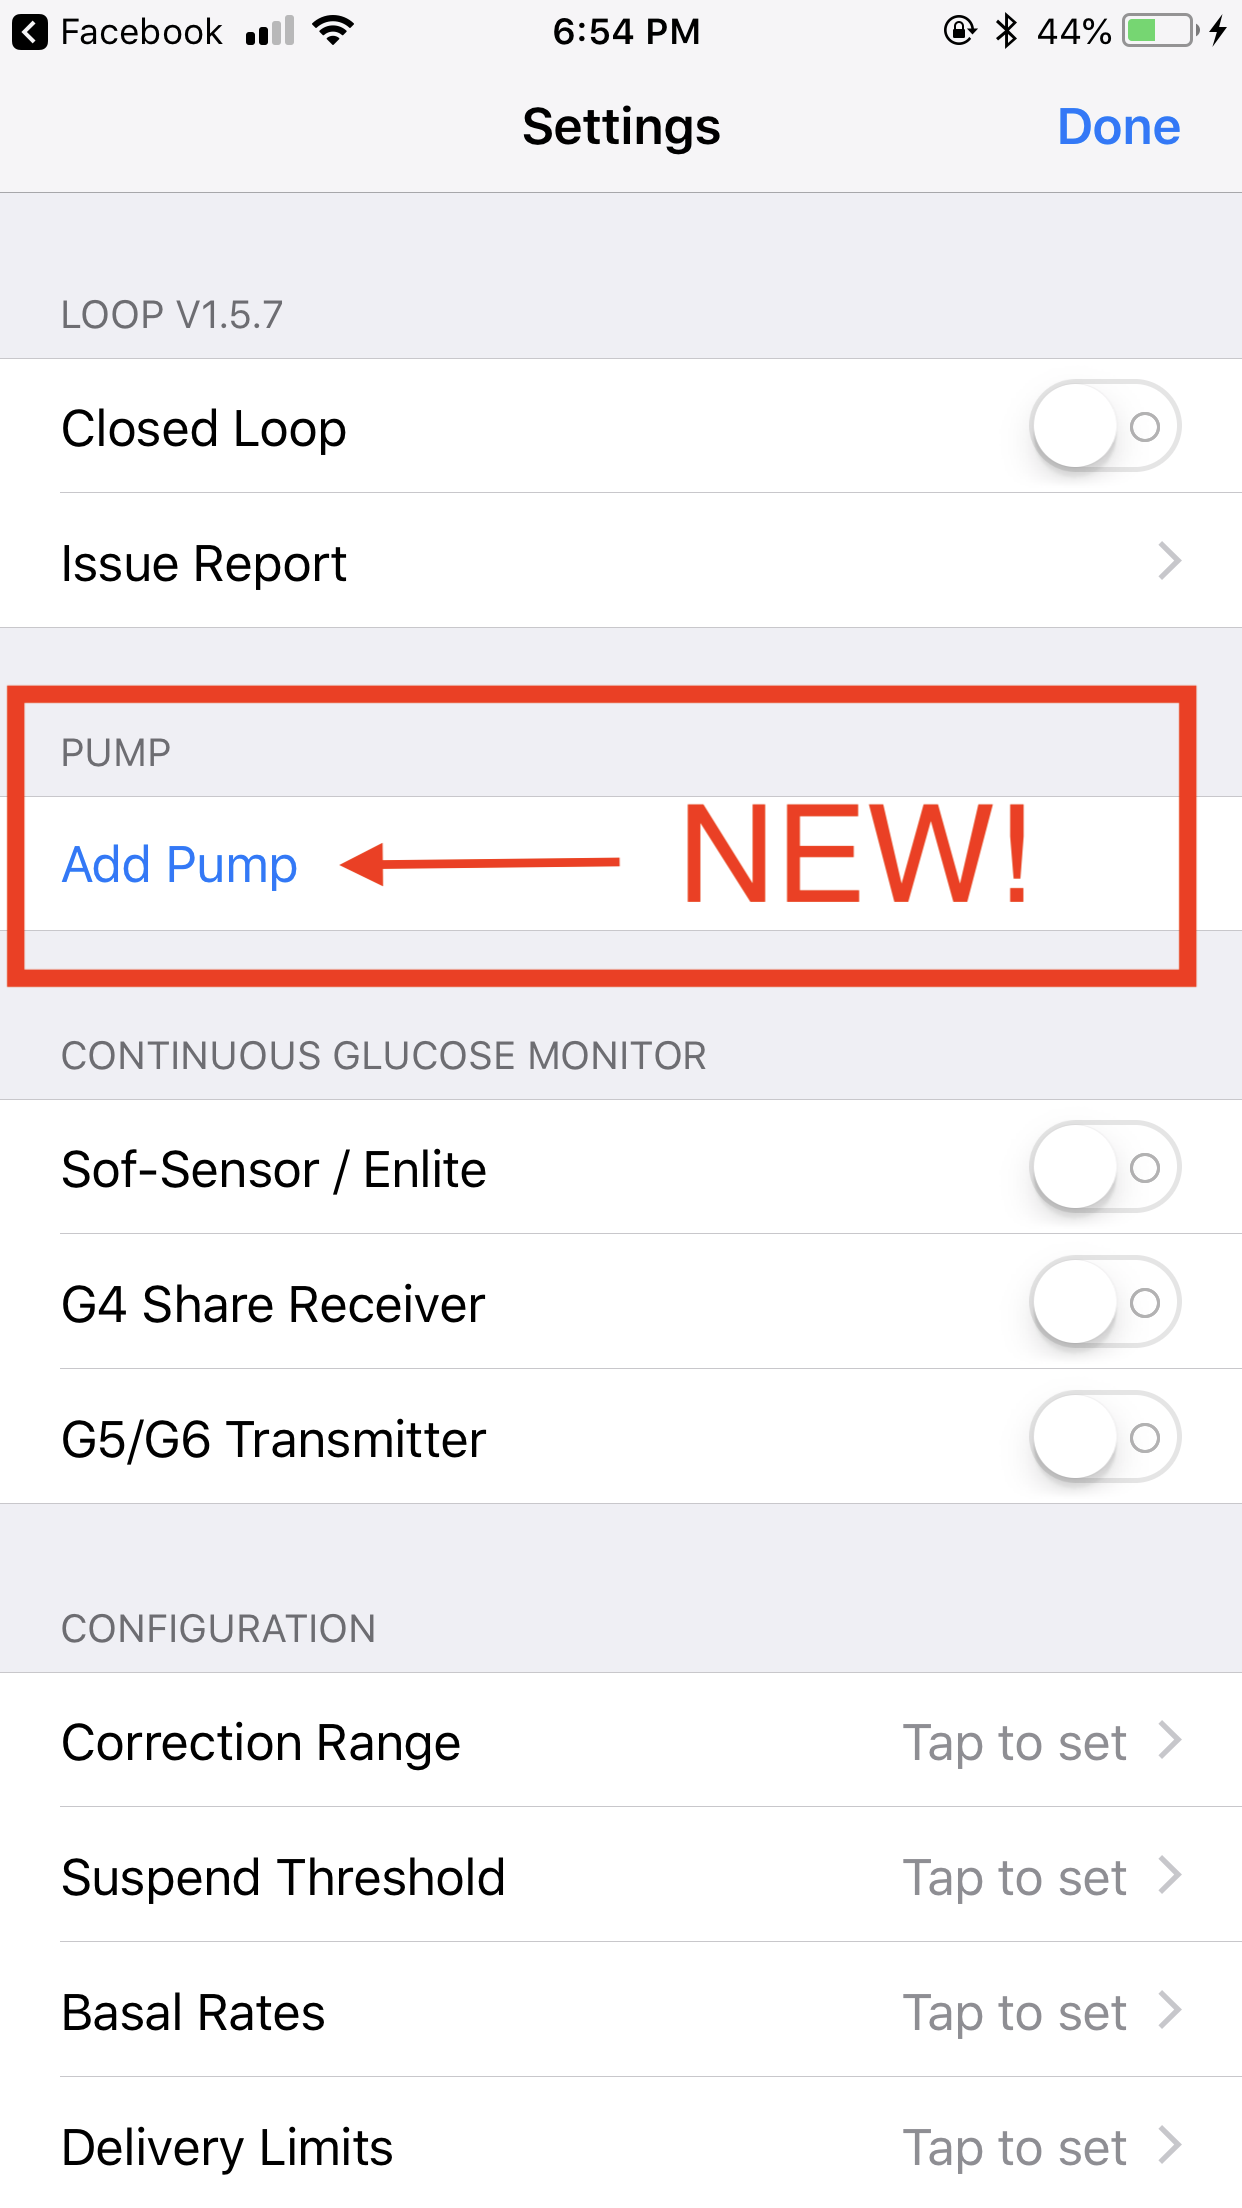 Facebook 6:54 PM 44%
Settings Done
LOOP V1.5.7
Closed Loop
Issue Report
PUMP
Add Pump NEW!
CONTINUOUS GLUCOSE MONITOR
Sof-Sensor / Enlite
G4 Share Receiver
G5/G6 Transmitter
CONFIGURATION
Correction Range Tap to set
Suspend Threshold Tap to set
Basal Rates Tap to set
Delivery Limits Tap to set